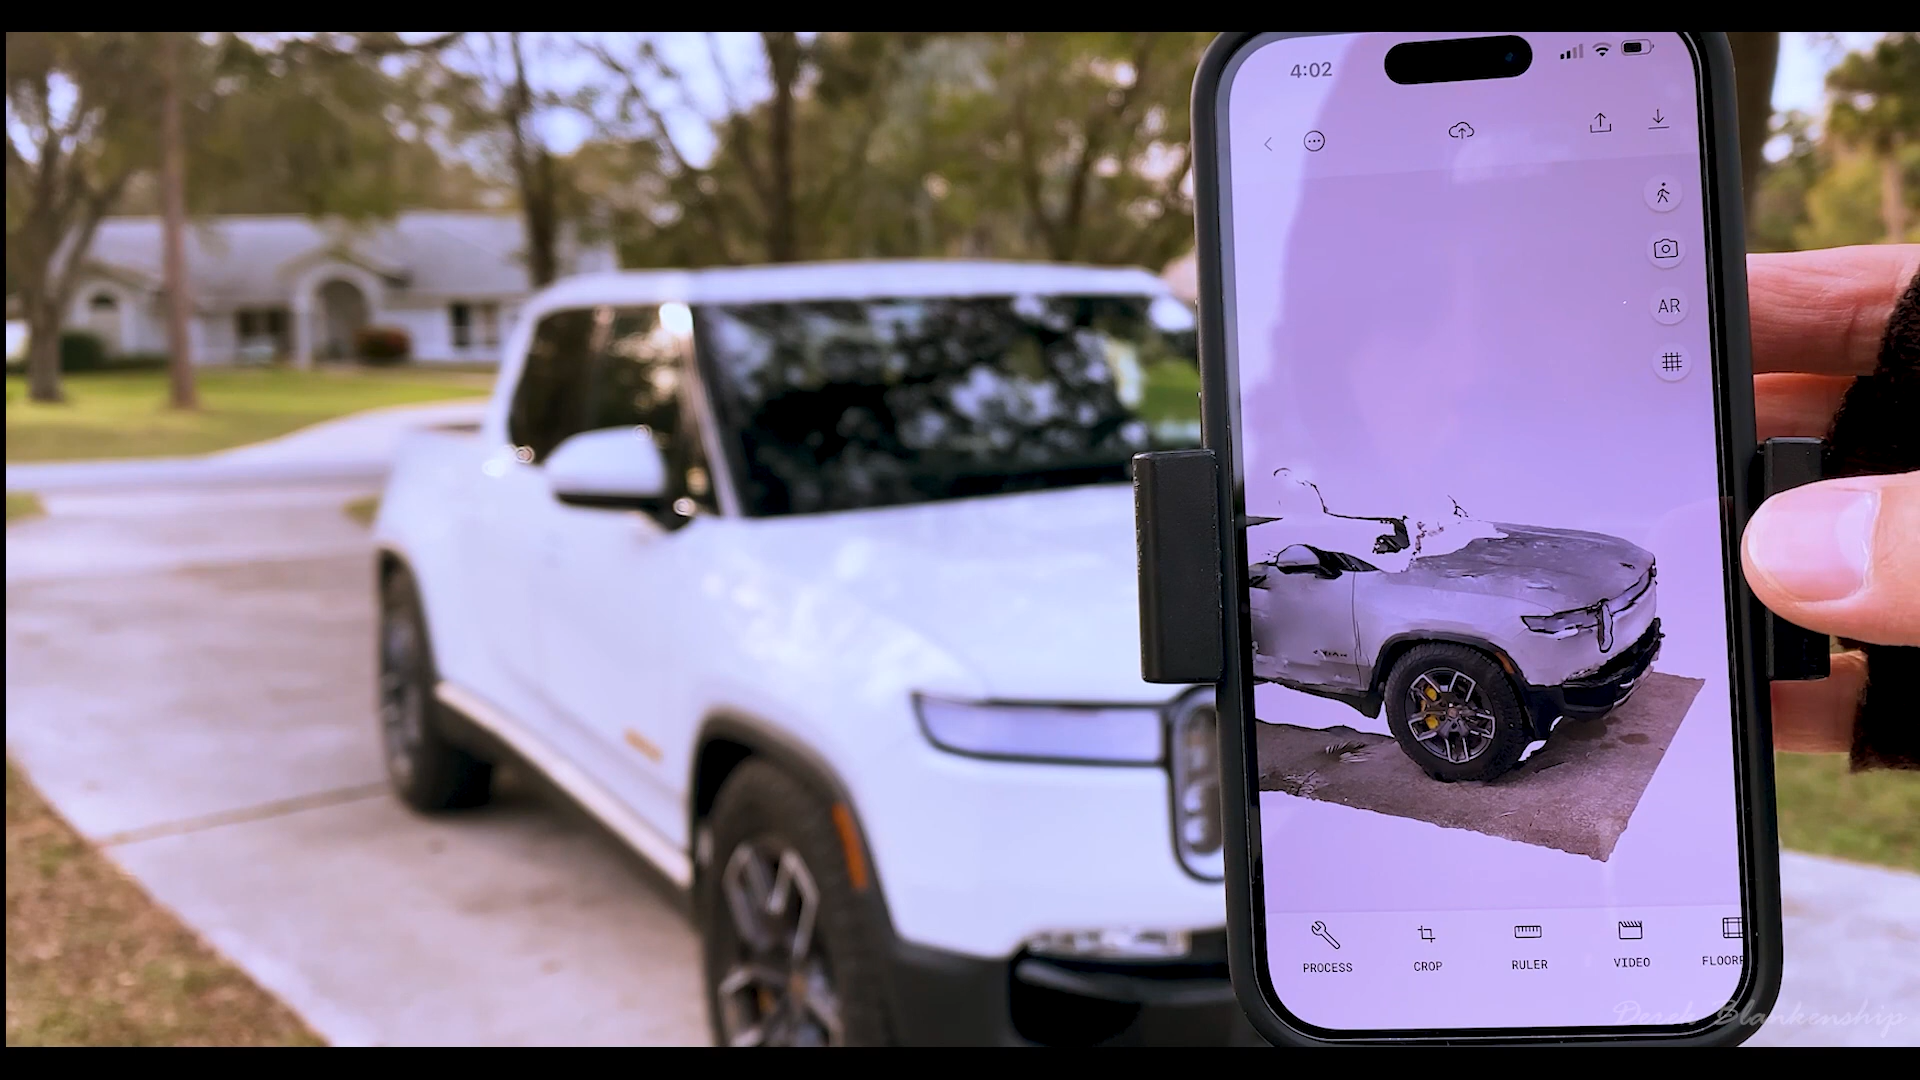 4:02
AR
PROCESS
CROP
RULER
VIDEO
FLOORP
Derek Blankenship